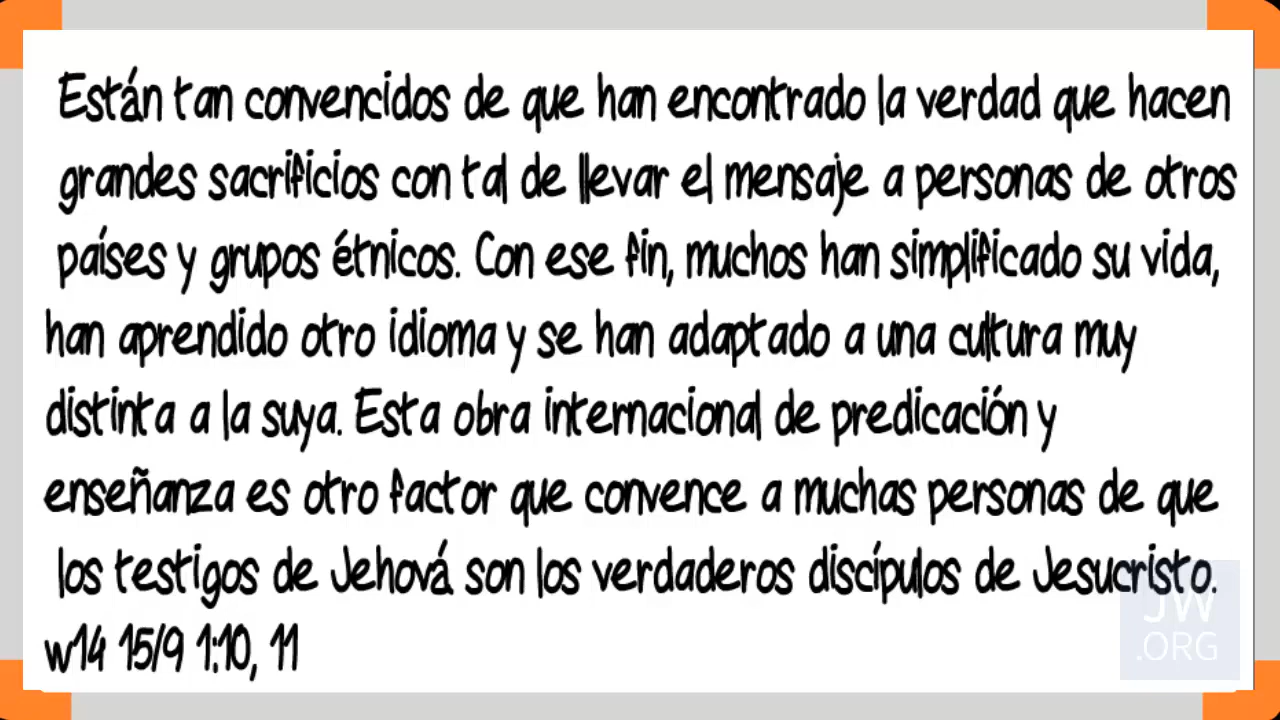 Están tan convencidos de que han encontrado la verdad que hacen
grandes sacrificios con tal de llevar el mensaje a personas de otros
países y grupos étnicos. Con ese fin, muchos han simplificado su vida,
han aprendido otro idioma y se han adaptado a una cultura muy
distinta a la suya. Esta obra internacional de predicación y
enseñanza es otro factor que convence a muchas personas de que
los testigos de Jehová son los verdaderos discípulos de Jesucristo.
w14 15/9 1:10, 11
JW
.ORG